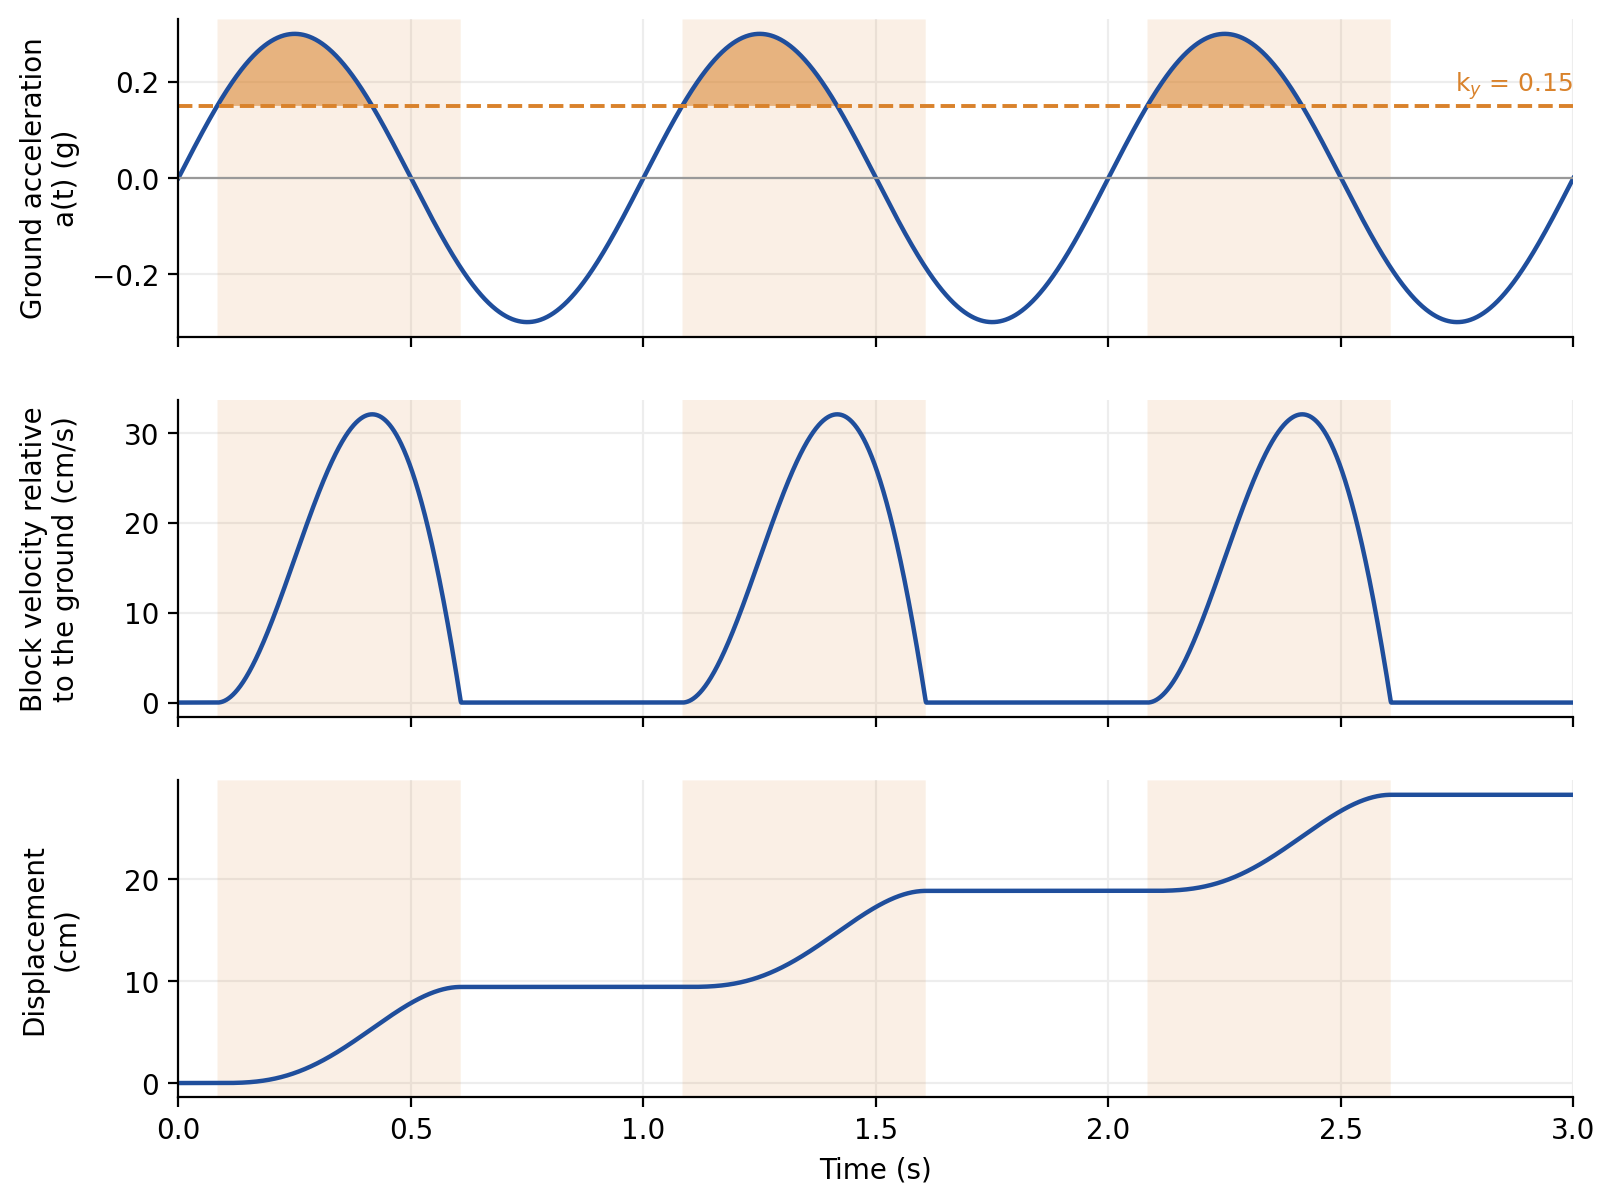 Ground acceleration
a(t) (g)
0.2
0.0
−0.2
k_y = 0.15
Block velocity relative
to the ground (cm/s)
30
20
10
0
Displacement
(cm)
20
10
0
0.0 0.5 1.0 1.5 2.0 2.5 3.0
Time (s)